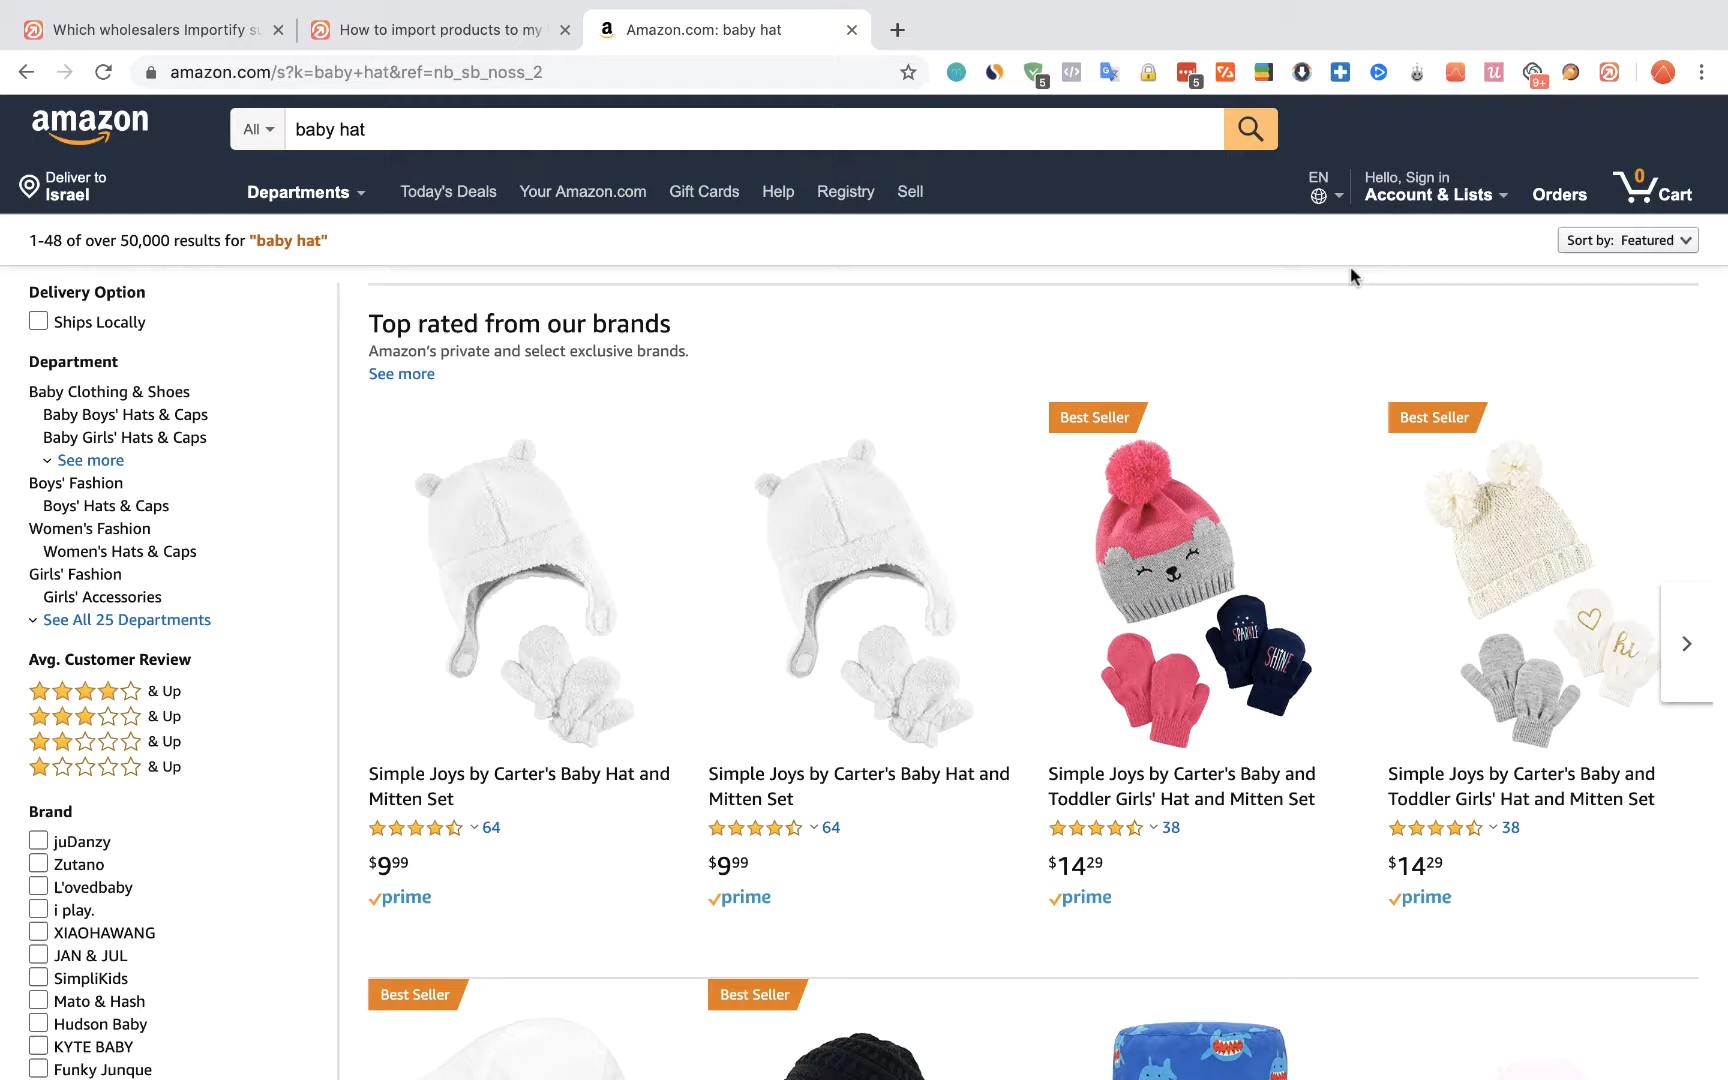 Which wholesalers Importify su
How to import products to my
a
Amazon.com: baby hat
amazon.com/s?k=baby+hat&ref=nb_sb_noss_2
5
5
9+
amazon
All
baby hat
Deliver to
Israel
Departments
Today's Deals
Your Amazon.com
Gift Cards
Help
Registry
Sell
EN
Hello, Sign in
Account & Lists
Orders
0
Cart
1-48 of over 50,000 results for "baby hat"
Sort by: Featured
Delivery Option
Ships Locally
Department
Baby Clothing & Shoes
Baby Boys' Hats & Caps
Baby Girls' Hats & Caps
See more
Boys' Fashion
Boys' Hats & Caps
Women's Fashion
Women's Hats & Caps
Girls' Fashion
Girls' Accessories
See All 25 Departments
Avg. Customer Review
& Up
& Up
& Up
& Up
Brand
juDanzy
Zutano
L'ovedbaby
i play.
XIAOHAWANG
JAN & JUL
SimpliKids
Mato & Hash
Hudson Baby
KYTE BABY
Funky Junque
Top rated from our brands
Amazon's private and select exclusive brands.
See more
Simple Joys by Carter's Baby Hat and
Mitten Set
64
$9.99
prime
Simple Joys by Carter's Baby Hat and
Mitten Set
64
$9.99
prime
Best Seller
SPARKLE
SHINE
Simple Joys by Carter's Baby and
Toddler Girls' Hat and Mitten Set
38
$14.29
prime
Best Seller
hi
Simple Joys by Carter's Baby and
Toddler Girls' Hat and Mitten Set
38
$14.29
prime
Best Seller
Best Seller